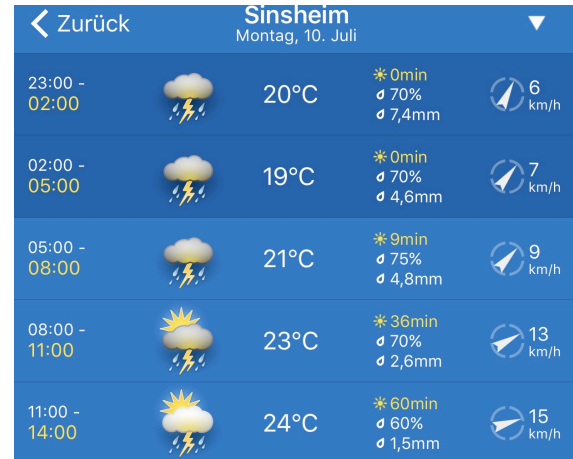 Zurück
Sinsheim
Montag, 10. Juli
23:00 -
02:00
20°C
0min
70%
7,4mm
6
km/h
02:00 -
05:00
19°C
0min
70%
4,6mm
7
km/h
05:00 -
08:00
21°C
9min
75%
4,8mm
9
km/h
08:00 -
11:00
23°C
36min
70%
2,6mm
13
km/h
11:00 -
14:00
24°C
60min
60%
1,5mm
15
km/h